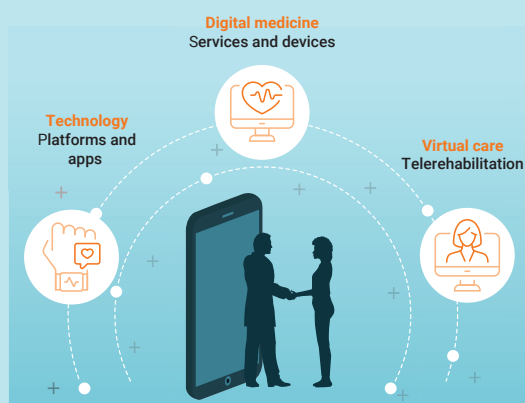 Digital medicine
Services and devices
Technology
Platforms and
apps
Virtual care
Telerehabilitation